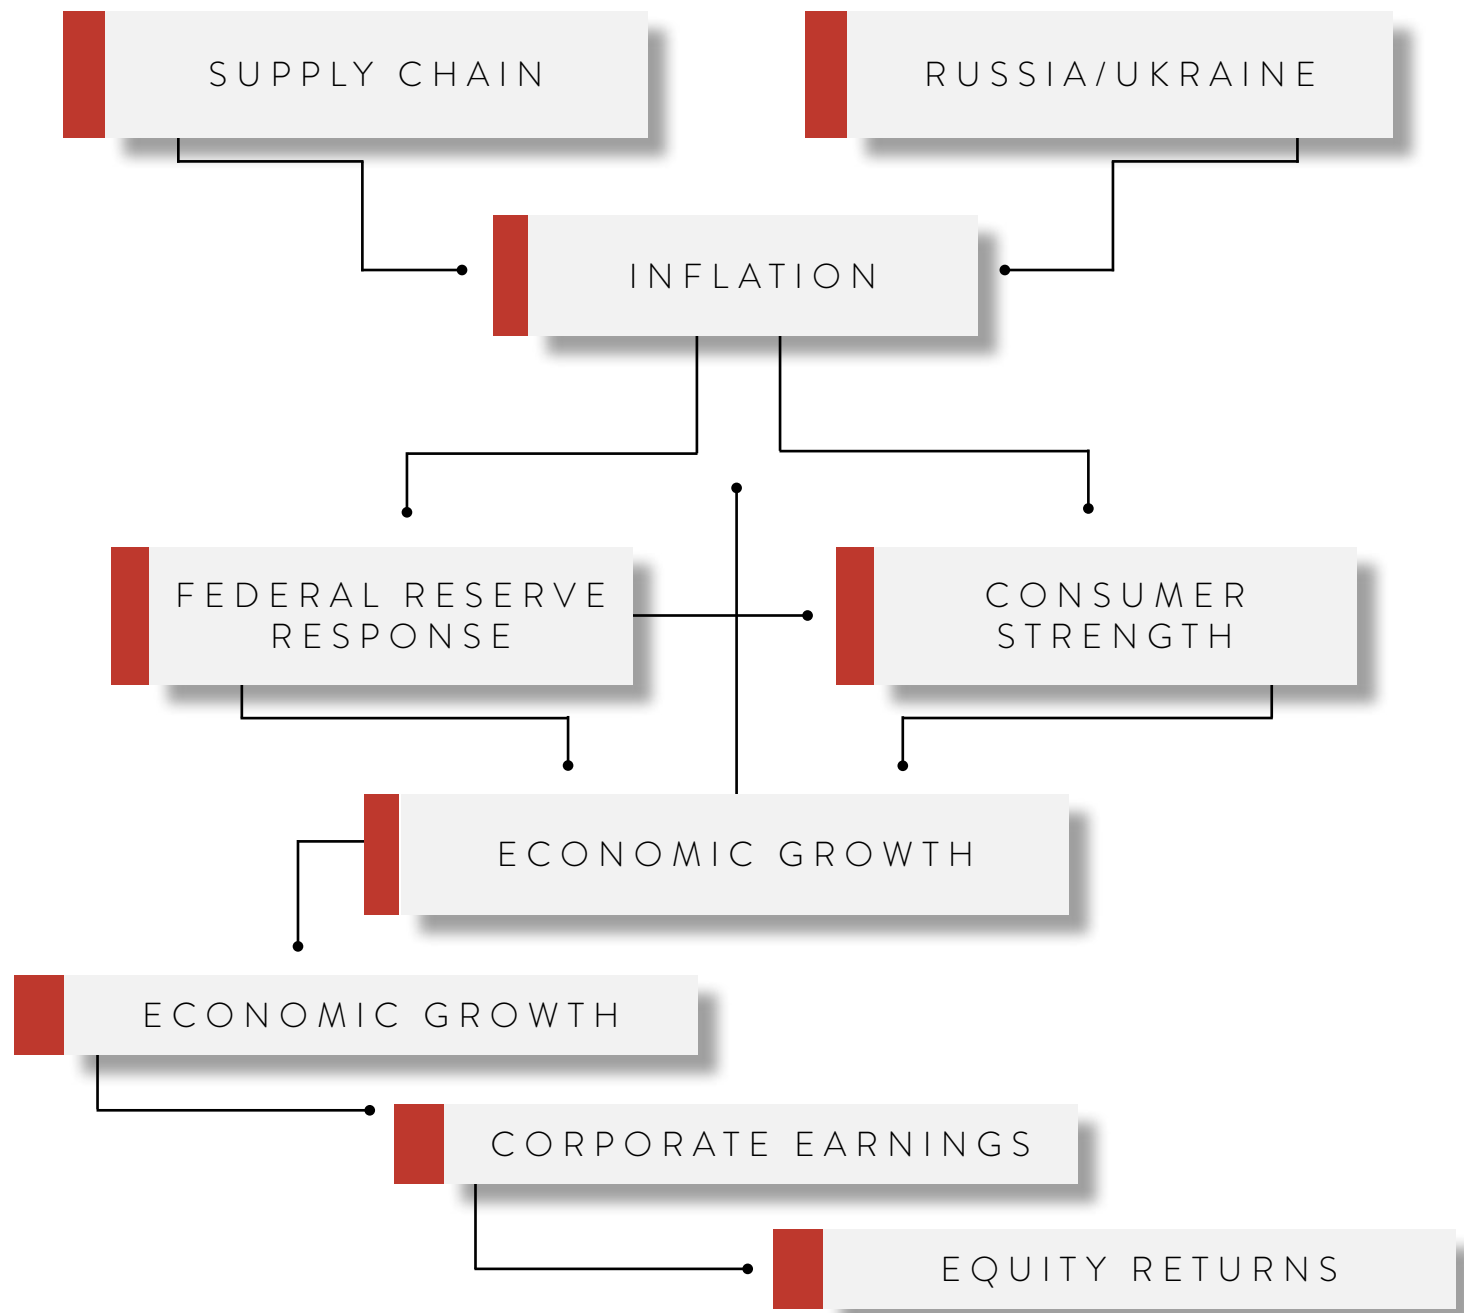 SUPPLY CHAIN
RUSSIA/UKRAINE
INFLATION
FEDERAL RESERVE
RESPONSE
CONSUMER
STRENGTH
ECONOMIC GROWTH
ECONOMIC GROWTH
CORPORATE EARNINGS
EQUITY RETURNS